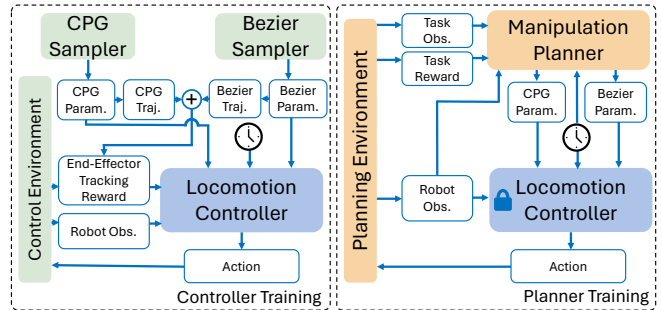 CPG
Sampler
Bezier
Sampler
Control Environment
CPG
Param.
CPG
Traj.
+
Bezier
Traj.
Bezier
Param.
End-Effector
Tracking
Reward
Robot Obs.
Locomotion
Controller
Action
Controller Training
Planning Environment
Task
Obs.
Task
Reward
Manipulation
Planner
CPG
Param.
Bezier
Param.
Robot
Obs.
Locomotion
Controller
Action
Planner Training